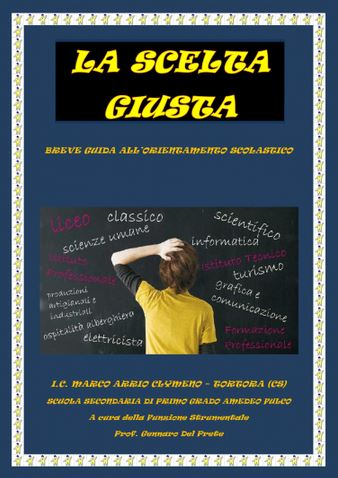 LA SCELTA
GIUSTA
BREVE GUIDA ALL'ORIENTAMENTO SCOLASTICO
liceo
classico
scienze umane
scientifico
informatica
Istituto
Professionale
Istituto Tecnico
turismo
produzioni
artigianali e
industriali
grafica e
comunicazione
ospitalità alberghiera
elettricista
Formazione
Professionale
I.C. MARCO ARRIO CLYMENO - TORTORA (CS)
SCUOLA SECONDARIA DI PRIMO GRADO AMEDEO FULCO
A cura della Funzione Strumentale
Prof. Gennaro Del Prete